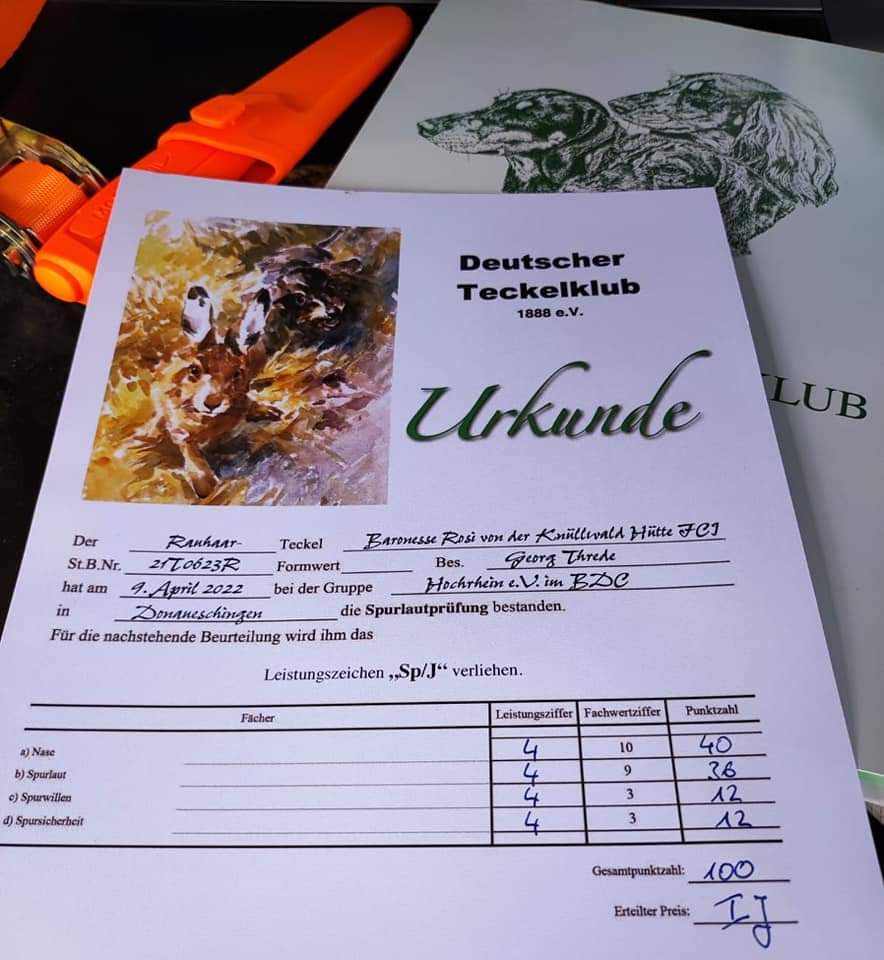 Deutscher
Teckelklub
1888 e.V.
Urkunde
KLUB
Der Rauhaar- Teckel Baronesse Rosi von der Knüllwald Hütte FCI
St.B.Nr. 21T0623R Formwert Bes. Georg Threde
hat am 9. April 2022 bei der Gruppe Hochrhein e.V. im BDC
in Donaueschingen die Spurlautprüfung bestanden.
Für die nachstehende Beurteilung wird ihm das
Leistungszeichen „Sp/J“ verliehen.
Fächer Leistungsziffer Fachwertziffer Punktzahl
a) Nase 4 10 40
b) Spurlaut 4 9 36
c) Spurwillen 4 3 12
d) Spursicherheit 4 3 12
Gesamtpunktzahl: 100
Erteilter Preis: I J